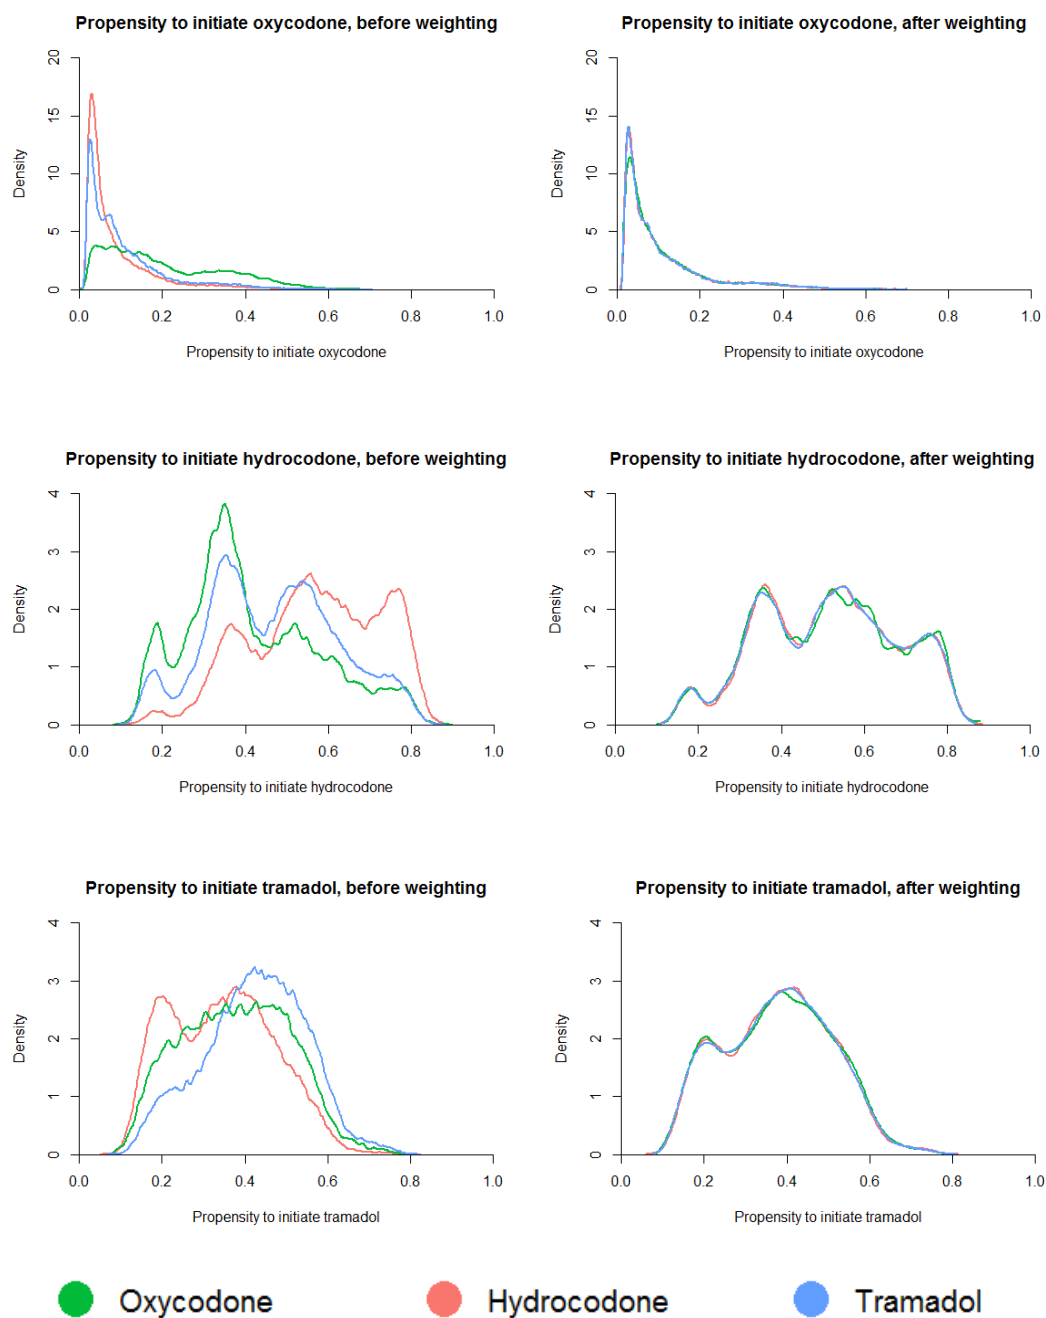 Propensity to initiate oxycodone, before weighting
Density
0 5 10 15 20
0.0 0.2 0.4 0.6 0.8 1.0
Propensity to initiate oxycodone
Propensity to initiate oxycodone, after weighting
Density
0 5 10 15 20
0.0 0.2 0.4 0.6 0.8 1.0
Propensity to initiate oxycodone
Propensity to initiate hydrocodone, before weighting
Density
0 1 2 3 4
0.0 0.2 0.4 0.6 0.8 1.0
Propensity to initiate hydrocodone
Propensity to initiate hydrocodone, after weighting
Density
0 1 2 3 4
0.0 0.2 0.4 0.6 0.8 1.0
Propensity to initiate hydrocodone
Propensity to initiate tramadol, before weighting
Density
0 1 2 3 4
0.0 0.2 0.4 0.6 0.8 1.0
Propensity to initiate tramadol
Propensity to initiate tramadol, after weighting
Density
0 1 2 3 4
0.0 0.2 0.4 0.6 0.8 1.0
Propensity to initiate tramadol
Oxycodone
Hydrocodone
Tramadol